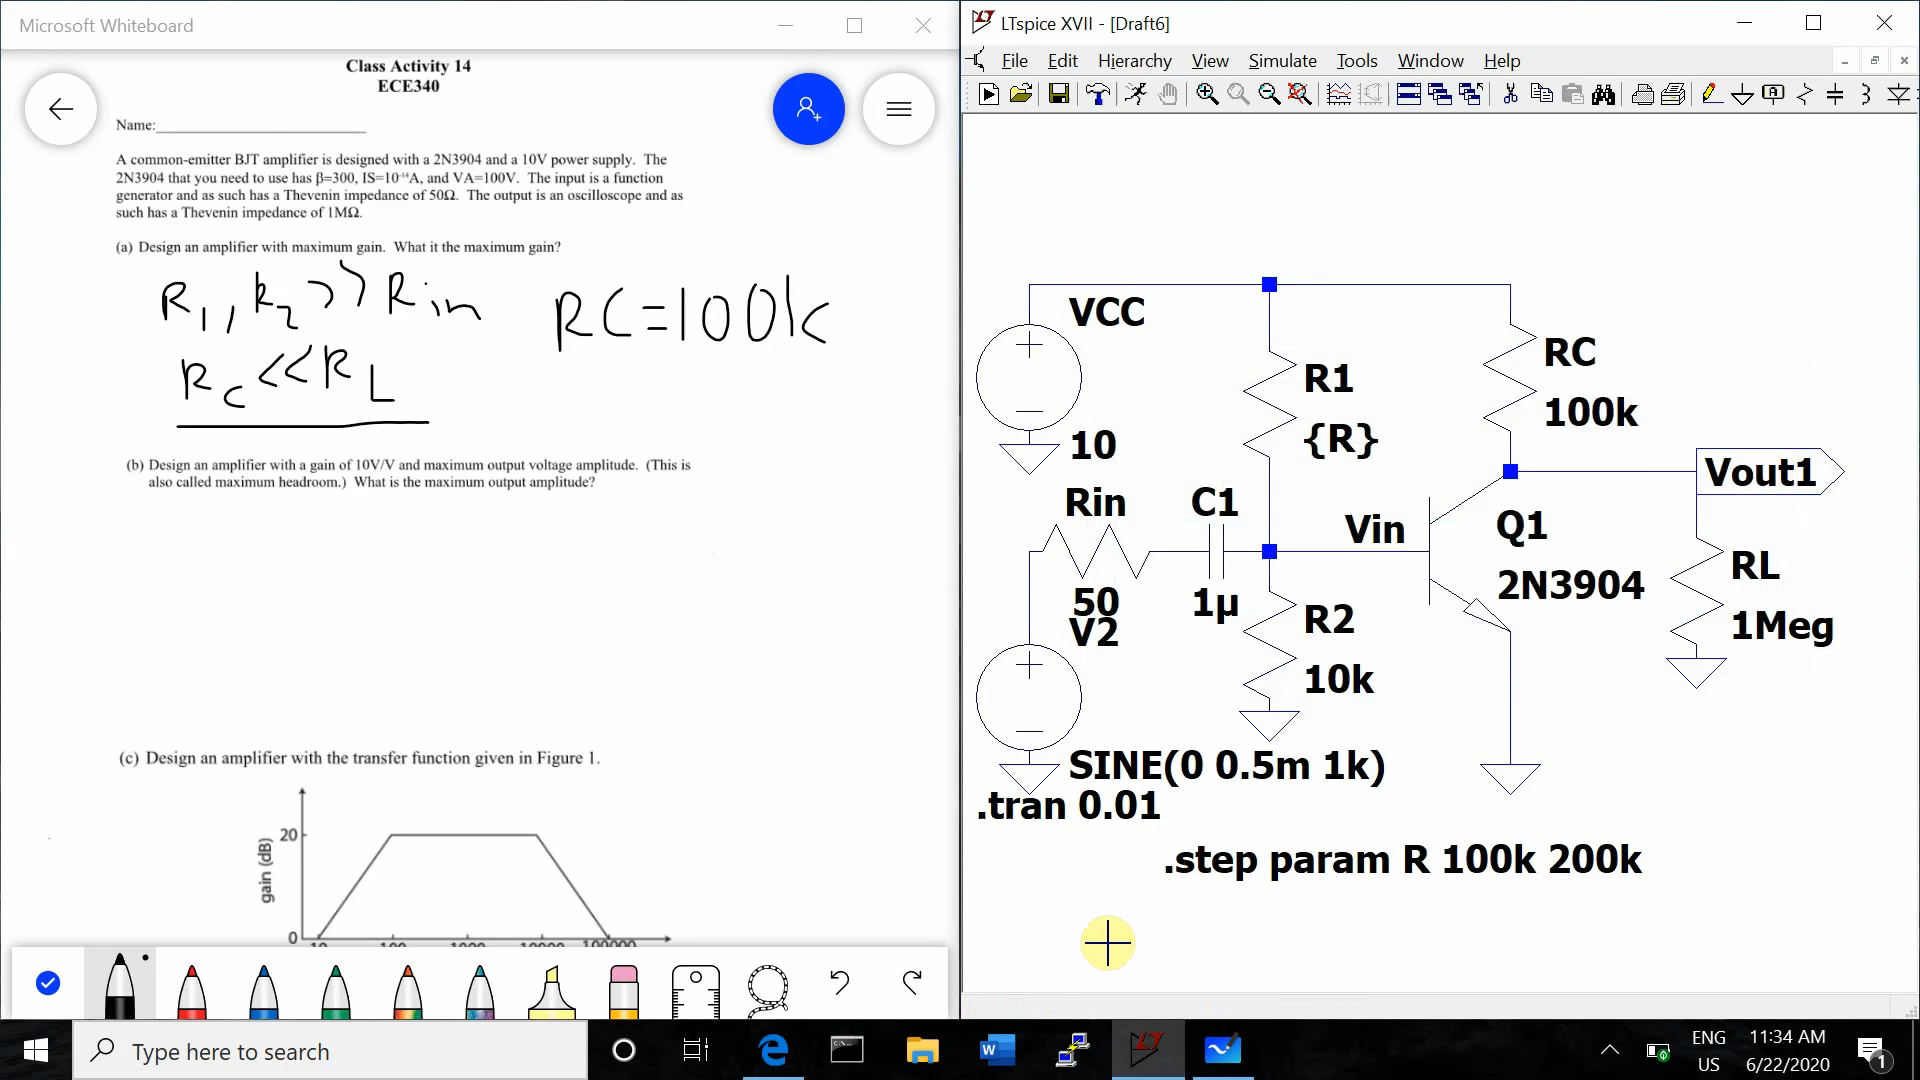 Microsoft Whiteboard
Class Activity 14
ECE340
Name:
A common-emitter BJT amplifier is designed with a 2N3904 and a 10V power supply. The
2N3904 that you need to use has β=300, IS=10⁻¹⁴A, and VA=100V. The input is a function
generator and as such has a Thevenin impedance of 50Ω. The output is an oscilloscope and as
such has a Thevenin impedance of 1MΩ.
(a) Design an amplifier with maximum gain. What it the maximum gain?
R1, R2 >> Rin
RC=100k
RC << RL
(b) Design an amplifier with a gain of 10V/V and maximum output voltage amplitude. (This is
also called maximum headroom.) What is the maximum output amplitude?
(c) Design an amplifier with the transfer function given in Figure 1.
gain (dB)
20
0
10 100 1000 10000 100000
LTspice XVII - [Draft6]
File Edit Hierarchy View Simulate Tools Window Help
VCC
10
R1
{R}
RC
100k
Vout1
Rin
50
C1
1µ
Vin
Q1
2N3904
RL
1Meg
V2
R2
10k
SINE(0 0.5m 1k)
.tran 0.01
.step param R 100k 200k
Type here to search
ENG
US
11:34 AM
6/22/2020
1